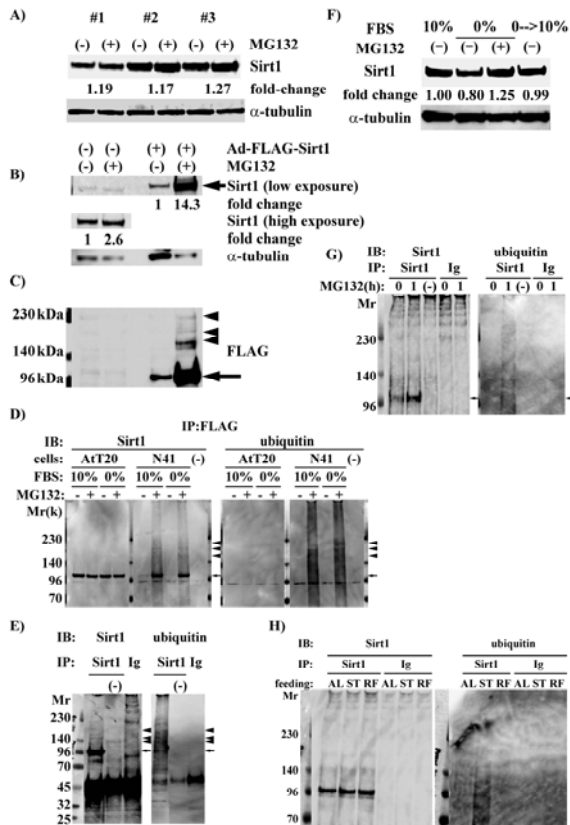 A)
#1 #2 #3
(-) (+) (-) (+) (-) (+) MG132
Sirt1
1.19 1.17 1.27 fold-change
α-tubulin
B)
(-) (-) (+) (+) Ad-FLAG-Sirt1
(-) (+) (-) (+) MG132
Sirt1 (low exposure)
1 14.3 fold change
Sirt1 (high exposure)
1 2.6 fold change
α-tubulin
C)
230 kDa
140 kDa
96 kDa
FLAG
D)
IP:FLAG
IB: Sirt1 ubiquitin
cells: AtT20 N41 AtT20 N41 (-)
FBS: 10% 0% 10% 0% 10% 0% 10% 0%
MG132: - + - + - + - + - + - + - + - +
Mr(k)
230
140
96
70
230
140
96
70
E)
IB: Sirt1 ubiquitin
IP: Sirt1 Ig Sirt1 Ig
(-) (-)
Mr
230
140
96
70
45
32
25
F)
FBS 10% 0% 0-->10%
MG132 (−) (−) (+) (−)
Sirt1
fold change 1.00 0.80 1.25 0.99
α-tubulin
G)
IB: Sirt1 ubiquitin
IP: Sirt1 Ig Sirt1 Ig
MG132(h) 0 1 (-) 0 1 0 1 (-) 0 1
Mr
230
140
96
H)
IB: Sirt1 ubiquitin
IP: Sirt1 Ig Sirt1 Ig
feeding: AL ST RF AL ST RF AL ST RF AL ST RF
Mr
230
140
96
70
140
96
70